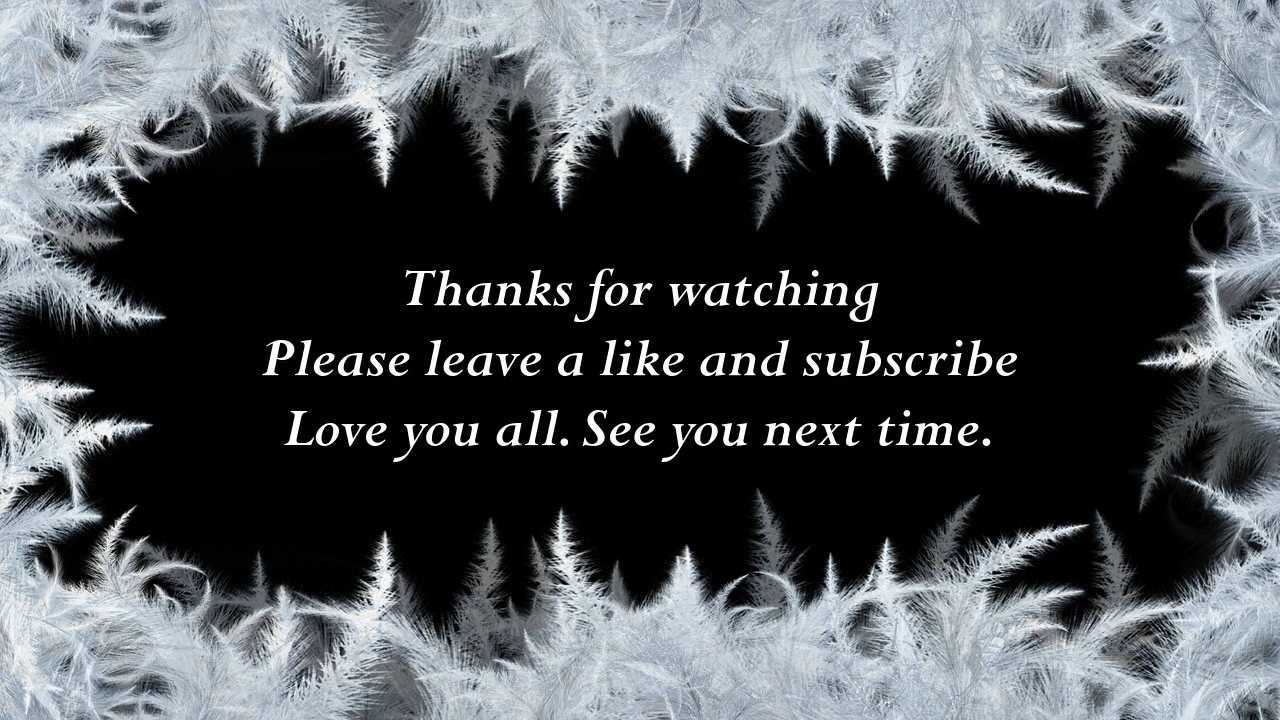 Thanks for watching
Please leave a like and subscribe
Love you all. See you next time.